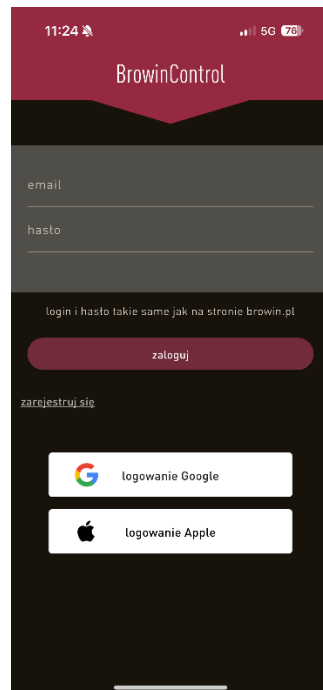 11:24
5G 76
BrowinControl
email
hasło
login i hasło takie same jak na stronie browin.pl
zaloguj
zarejestruj się
logowanie Google
logowanie Apple